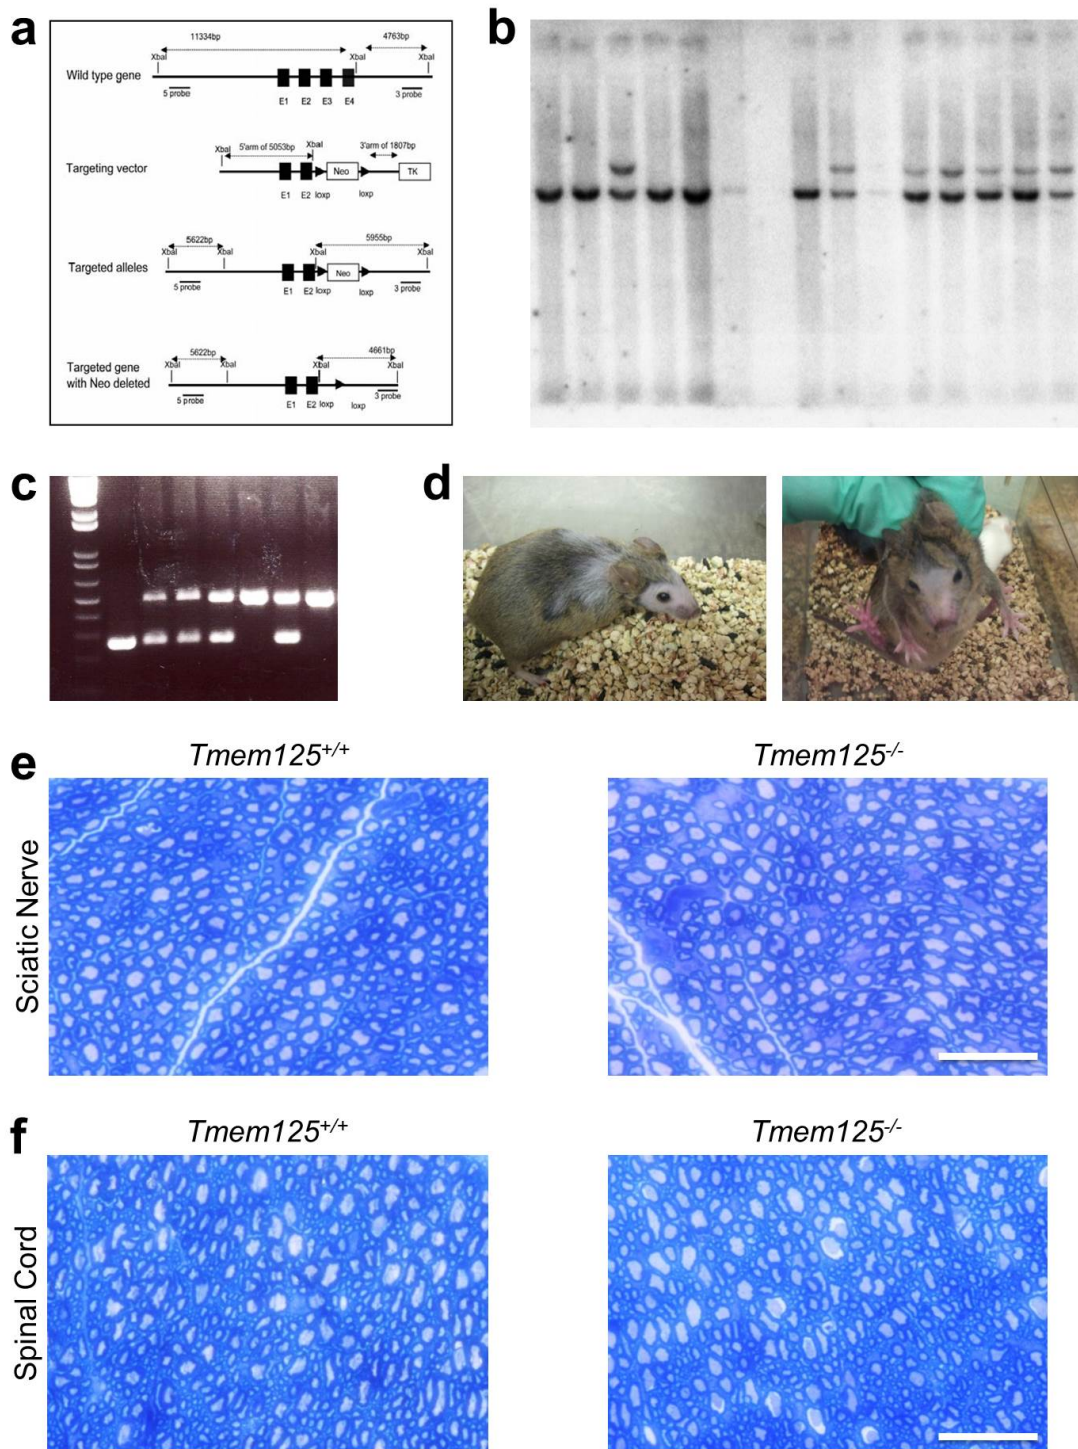 a
11334bp
4763bp
XbaI
XbaI
XbaI
Wild type gene
5 probe
3 probe
E1 E2 E3 E4
XbaI
5'arm of 5053bp
XbaI
3'arm of 1807bp
Targeting vector
Neo
TK
E1 E2 loxp loxp
5622bp
5955bp
XbaI
XbaI
XbaI
XbaI
Targeted alleles
Neo
5 probe
E1 E2 loxp loxp
3 probe
5622bp
4661bp
XbaI
XbaI
XbaI
XbaI
Targeted gene
with Neo deleted
5 probe
E1 E2 loxp loxp
3 probe
b
c
d
e
Tmem125+/+
Tmem125-/-
Sciatic Nerve
f
Tmem125+/+
Tmem125-/-
Spinal Cord